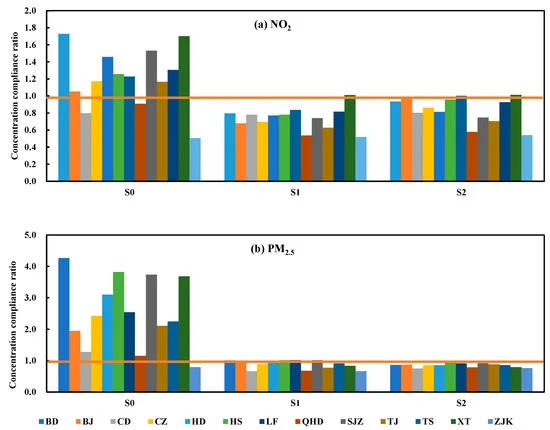 (a) NO2
Concentration compliance ratio
2.0
1.8
1.6
1.4
1.2
1.0
0.8
0.6
0.4
0.2
0.0
S0 S1 S2
(b) PM2.5
Concentration compliance ratio
5.0
4.0
3.0
2.0
1.0
0.0
S0 S1 S2
BD BJ CD CZ HD HS LF QHD SJZ TJ TS XT ZJK